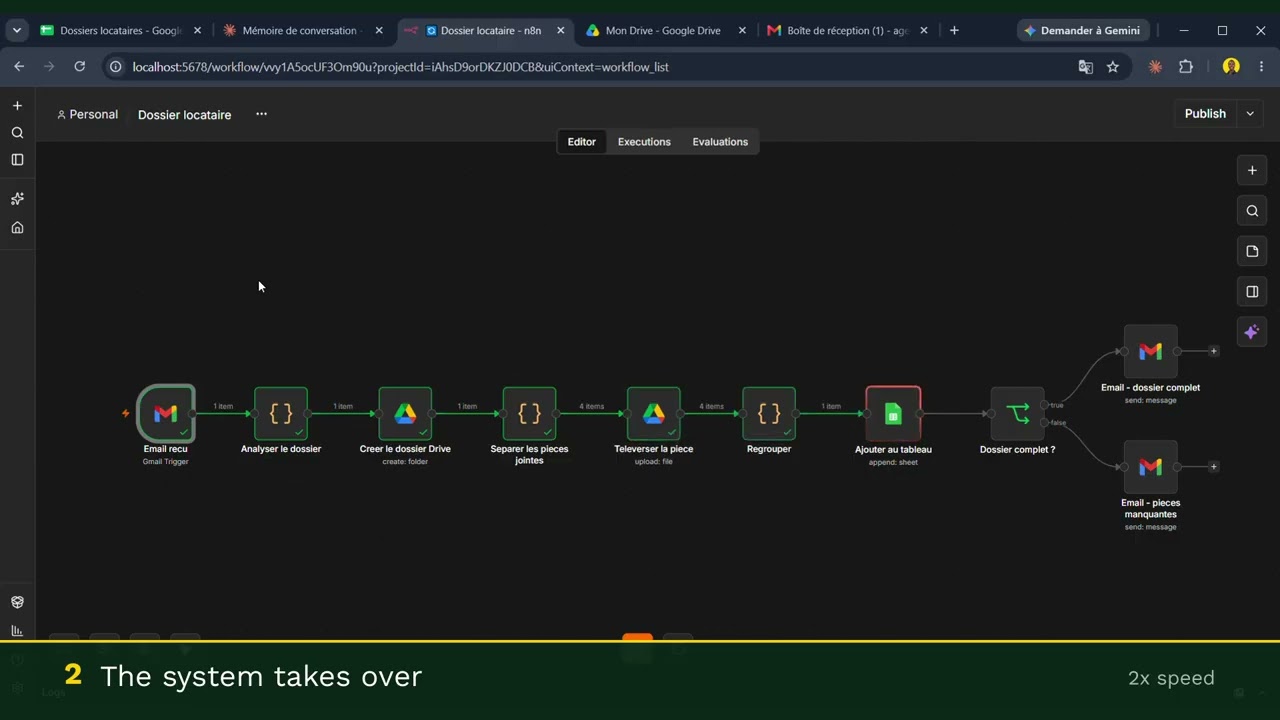 Dossiers locataires - Googl
Mémoire de conversation
Dossier locataire - n8n
Mon Drive - Google Drive
Boîte de réception (1) - age
Demander à Gemini
localhost:5678/workflow/vvy1A5ocUF3Om90u?projectId=iAhsD9orDKZJ0DCB&uiContext=workflow_list
Personal
Dossier locataire
Publish
Editor
Executions
Evaluations
1 item
1 item
1 item
4 items
4 items
1 item
true
false
Email recu
Gmail Trigger
Analyser le dossier
Creer le dossier Drive
create: folder
Separer les pieces
jointes
Televerser la piece
upload: file
Regrouper
Ajouter au tableau
append: sheet
Dossier complet ?
Email - dossier complet
send: message
Email - pieces
manquantes
send: message
2 The system takes over
2x speed
Logs